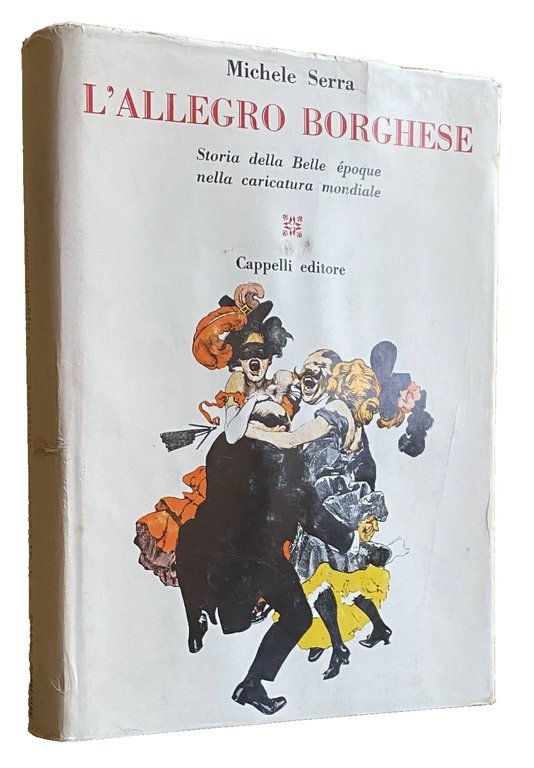 Michele Serra
L'ALLEGRO BORGHESE
Storia della Belle époque
nella caricatura mondiale
Cappelli editore